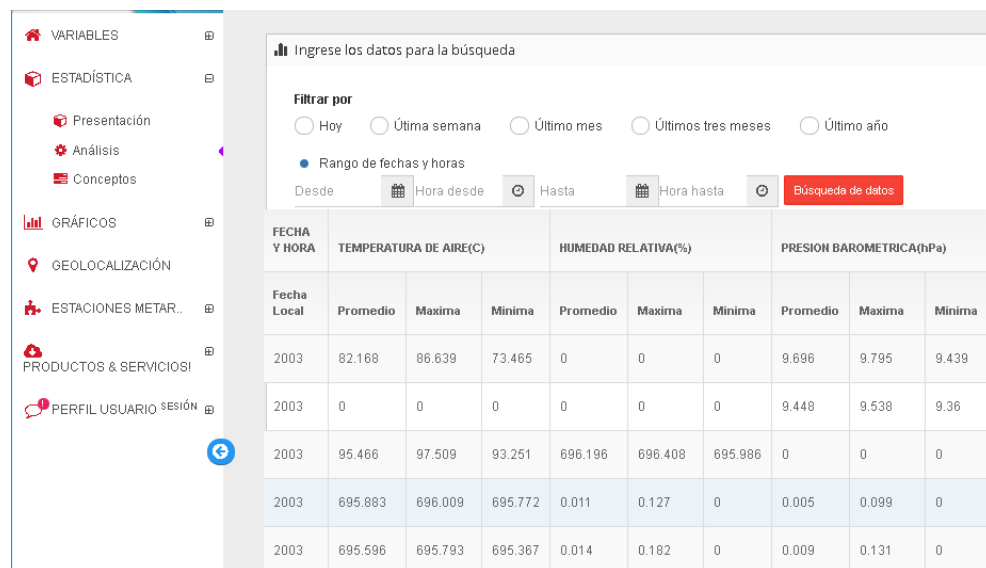 VARIABLES
ESTADÍSTICA
Presentación
Análisis
Conceptos
GRÁFICOS
GEOLOCALIZACIÓN
ESTACIONES METAR..
PRODUCTOS & SERVICIOS!
PERFIL USUARIO SESIÓN
Ingrese los datos para la búsqueda
Filtrar por
Hoy Útima semana Último mes Últimos tres meses Último año
Rango de fechas y horas
Desde Hora desde Hasta Hora hasta Búsqueda de datos
FECHA Y HORA TEMPERATURA DE AIRE(C) HUMEDAD RELATIVA(%) PRESION BAROMETRICA(hPa)
Fecha Local Promedio Maxima Minima Promedio Maxima Minima Promedio Maxima Minima
2003 82.168 86.639 73.465 0 0 0 9.696 9.795 9.439
2003 0 0 0 0 0 0 9.448 9.538 9.36
2003 95.466 97.509 93.251 696.196 696.408 695.986 0 0 0
2003 695.883 696.009 695.772 0.011 0.127 0 0.005 0.099 0
2003 695.596 695.793 695.367 0.014 0.182 0 0.009 0.131 0